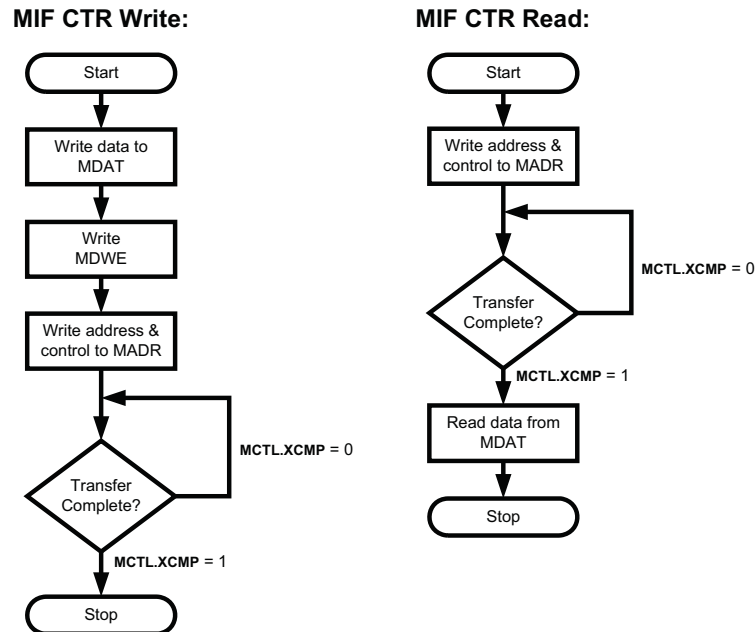 MIF CTR Write:
Start
Write data to
MDAT
Write
MDWE
Write address &
control to MADR
MCTL.XCMP = 0
Transfer
Complete?
MCTL.XCMP = 1
Stop
MIF CTR Read:
Start
Write address &
control to MADR
MCTL.XCMP = 0
Transfer
Complete?
MCTL.XCMP = 1
Read data from
MDAT
Stop